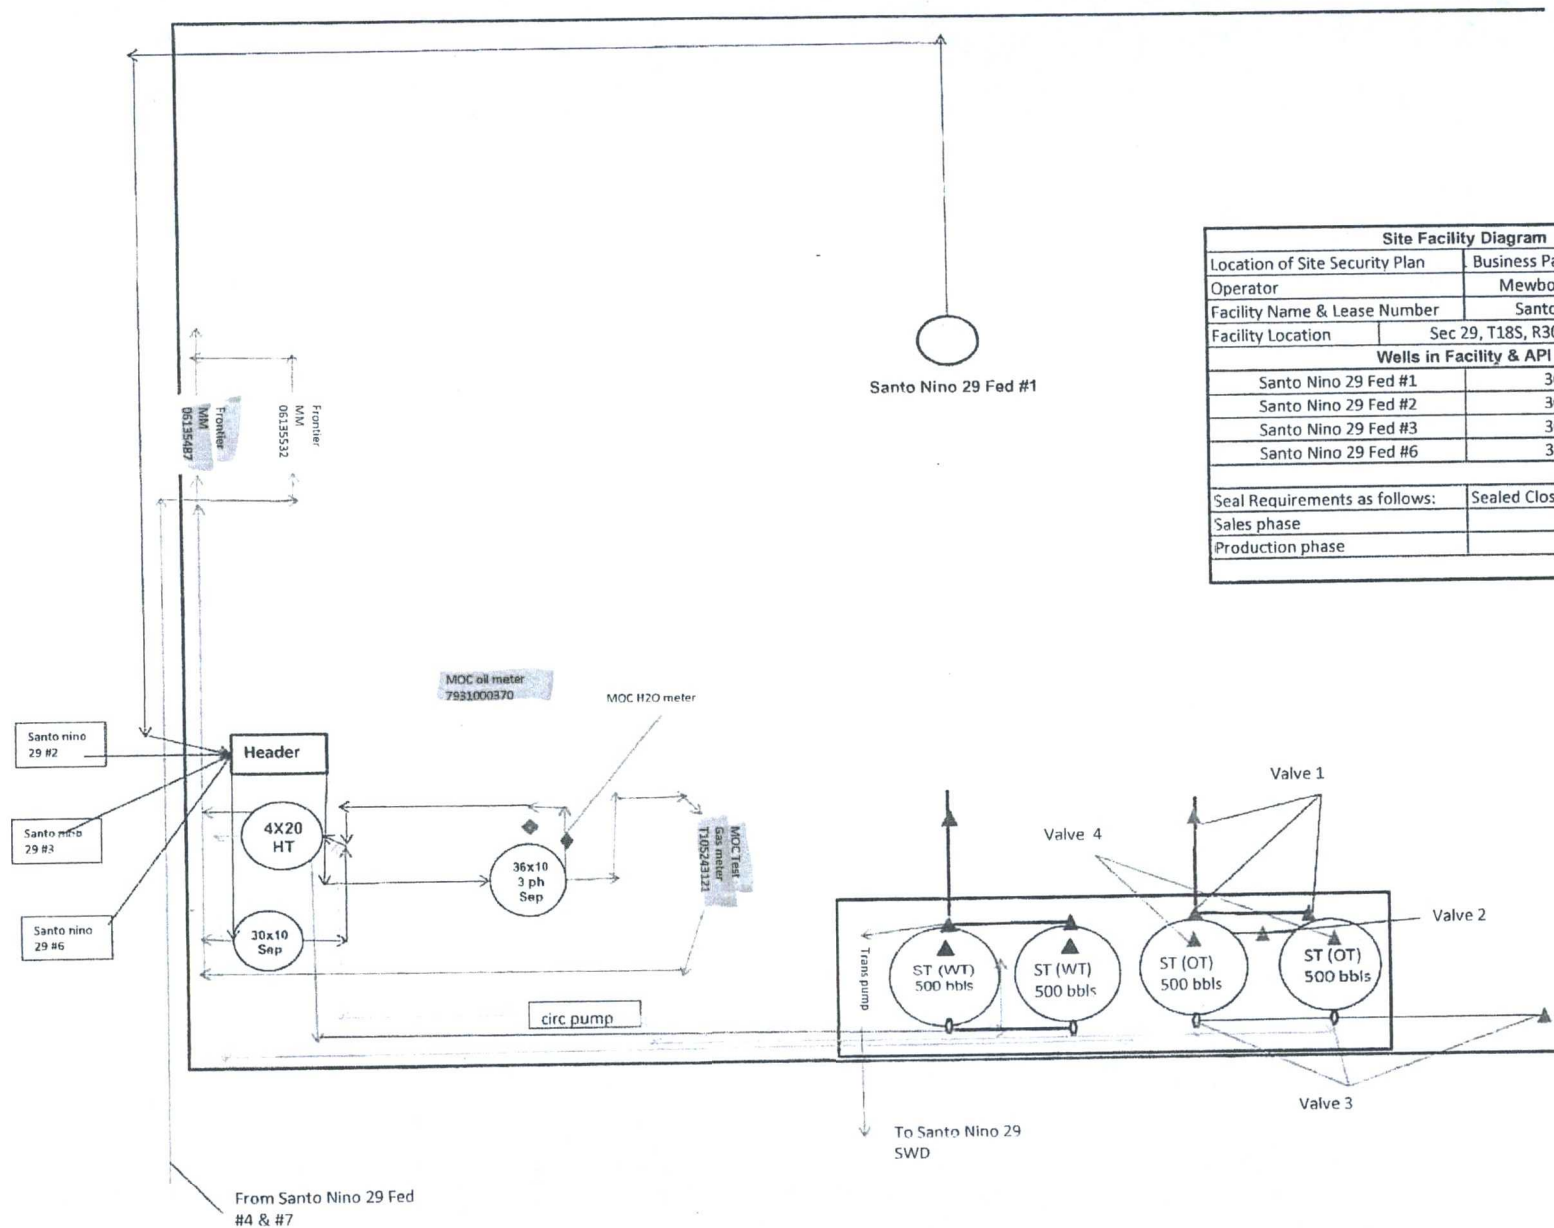 Site Facility Diagram
Location of Site Security Plan Business Pa
Operator Mewbo
Facility Name & Lease Number Santo
Facility Location Sec 29, T18S, R30
Wells in Facility & API
Santo Nino 29 Fed #1 3
Santo Nino 29 Fed #2 3
Santo Nino 29 Fed #3 3
Santo Nino 29 Fed #6 3
Seal Requirements as follows: Sealed Clos
Sales phase
Production phase
Santo Nino 29 Fed #1
Frontier
MM
06135532
Frontier
MM
06135487
MOC oil meter
7931000370
MOC H2O meter
Santo nino
29 #2
Header
Santo nino
29 #3
4X20
HT
36x10
3 ph
Sep
MOC Test
Gas meter
T105243121
Santo nino
29 #6
30x10
Sep
circ pump
Valve 1
Valve 4
Valve 2
Trans pump
ST (WT)
500 bbls
ST (WT)
500 bbls
ST (OT)
500 bbls
ST (OT)
500 bbls
Valve 3
To Santo Nino 29
SWD
From Santo Nino 29 Fed
#4 & #7